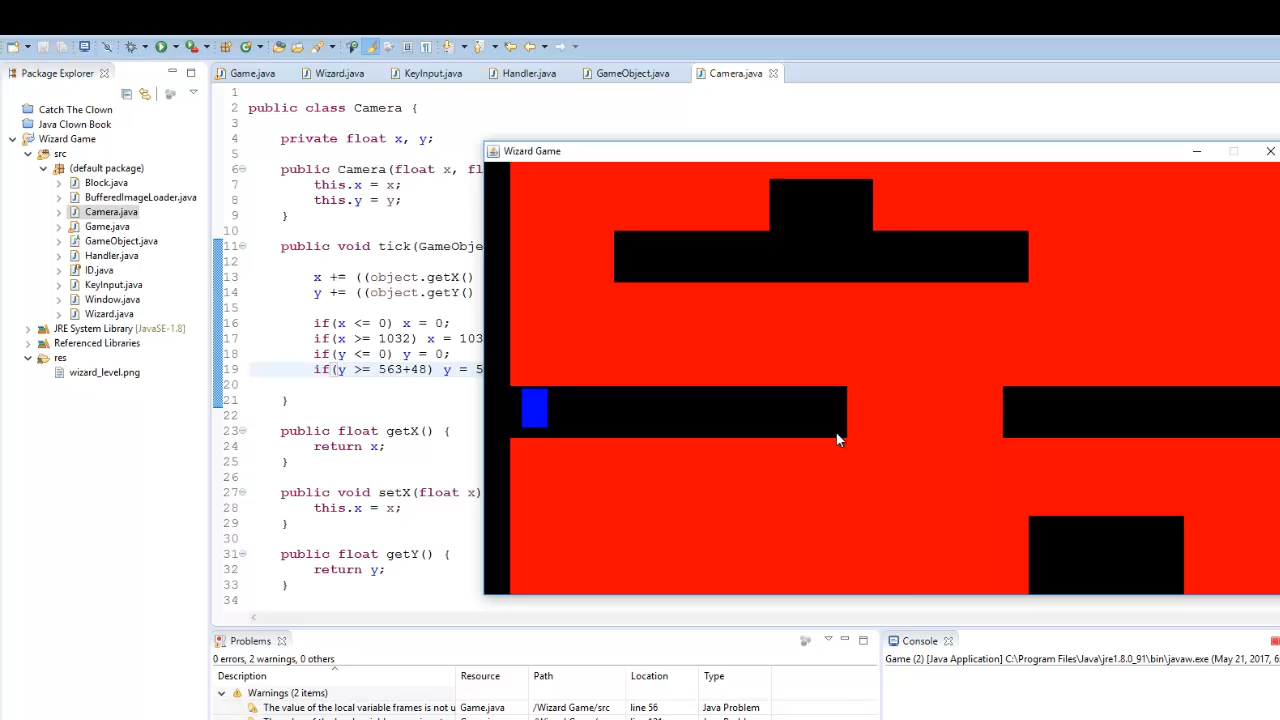 Package Explorer
Game.java
Wizard.java
KeyInput.java
Handler.java
GameObject.java
Camera.java
Catch The Clown
Java Clown Book
Wizard Game
src
(default package)
Block.java
BufferedImageLoader.java
Camera.java
Game.java
GameObject.java
Handler.java
ID.java
KeyInput.java
Window.java
Wizard.java
JRE System Library [JavaSE-1.8]
Referenced Libraries
res
wizard_level.png
1
2 public class Camera {
3
4 private float x, y;
5
6 public Camera(float x, fl
7 this.x = x;
8 this.y = y;
9 }
10
11 public void tick(GameObje
12
13 x += ((object.getX()
14 y += ((object.getY()
15
16 if(x <= 0) x = 0;
17 if(x >= 1032) x = 103
18 if(y <= 0) y = 0;
19 if(y >= 563+48) y = 5
20
21 }
22
23 public float getX() {
24 return x;
25 }
26
27 public void setX(float x)
28 this.x = x;
29 }
30
31 public float getY() {
32 return y;
33 }
34
Wizard Game
Problems
0 errors, 2 warnings, 0 others
Description Resource Path Location Type
Warnings (2 items)
The value of the local variable frames is not u Game.java /Wizard Game/src line 56 Java Problem
Console
Game (2) [Java Application] C:\Program Files\Java\jre1.8.0_91\bin\javaw.exe (May 21, 2017, 6: